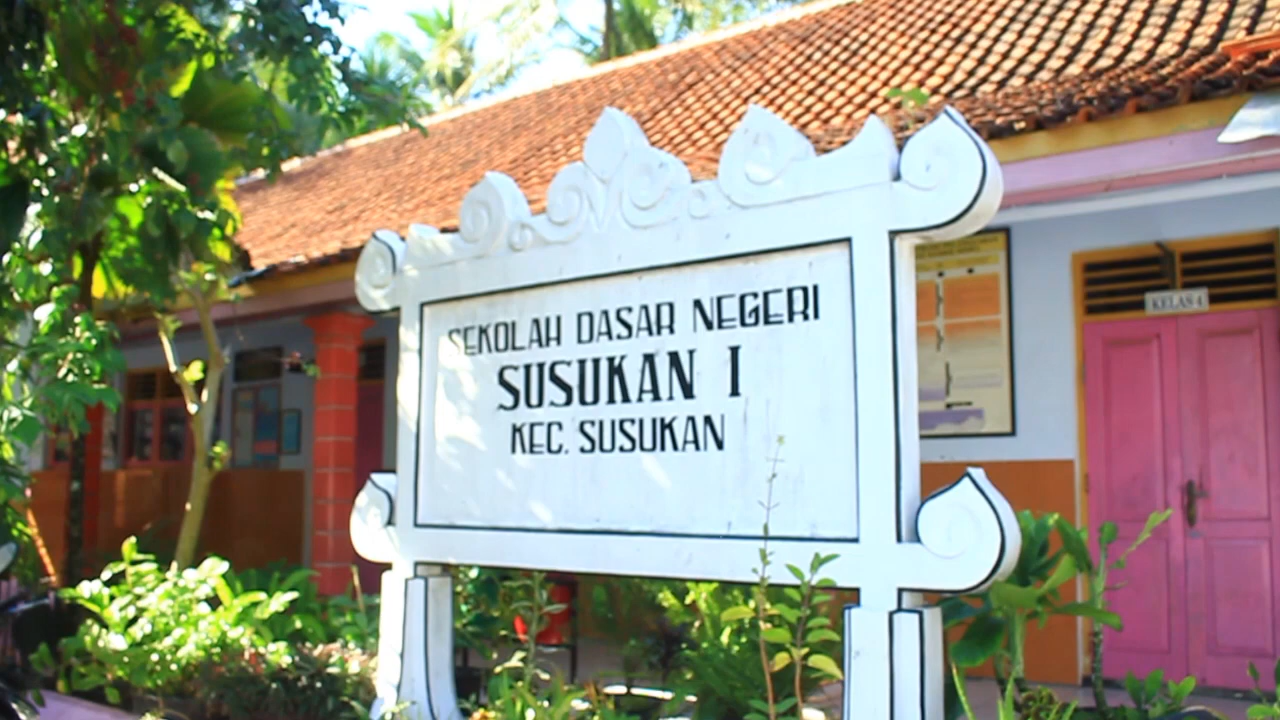 SEKOLAH DASAR NEGERI
SUSUKAN I
KEC. SUSUKAN
KELAS 4